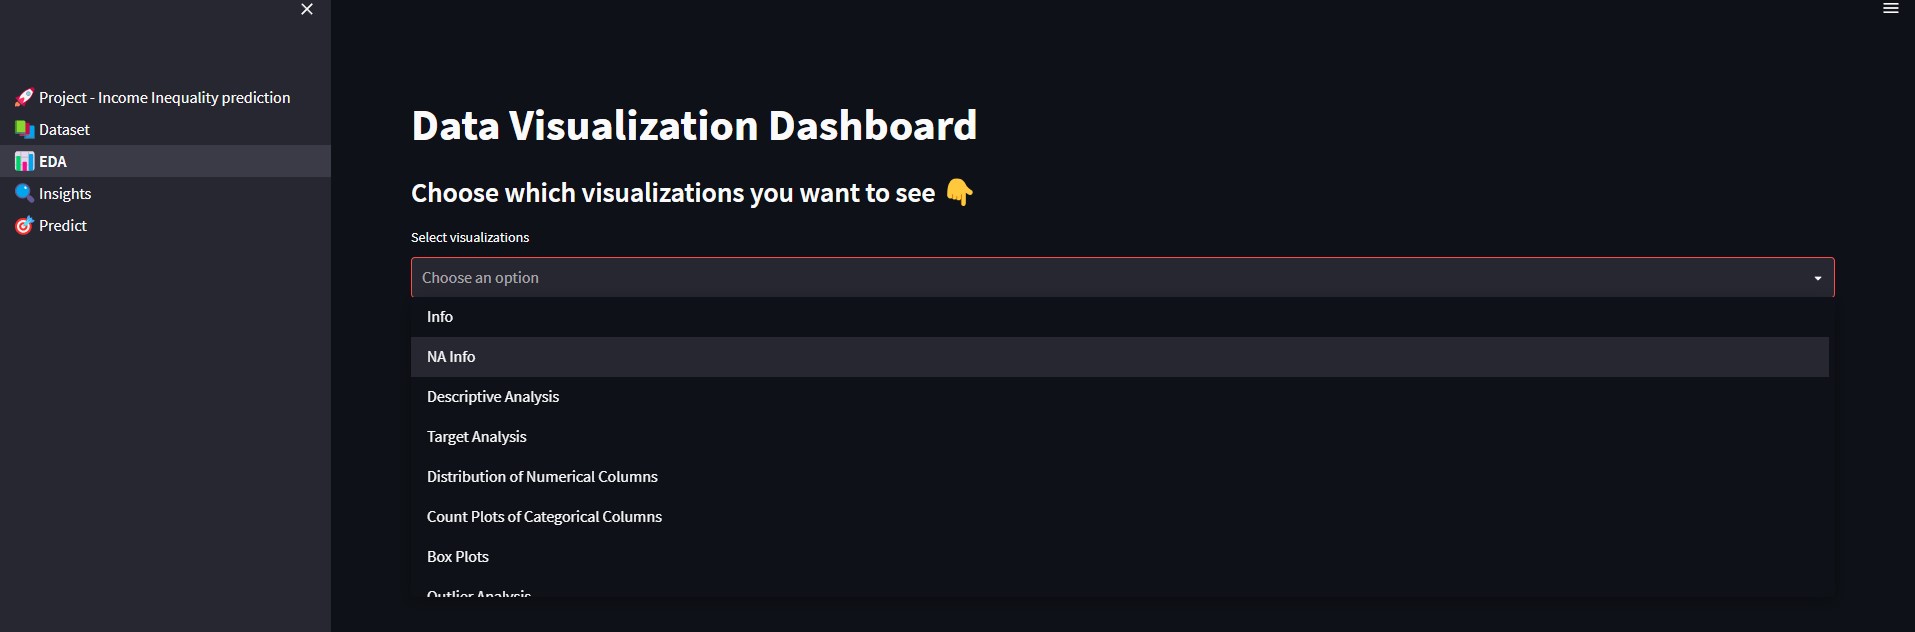 Project - Income Inequality prediction
Dataset
EDA
Insights
Predict
Data Visualization Dashboard
Choose which visualizations you want to see
Select visualizations
Choose an option
Info
NA Info
Descriptive Analysis
Target Analysis
Distribution of Numerical Columns
Count Plots of Categorical Columns
Box Plots
Outlier Analysis